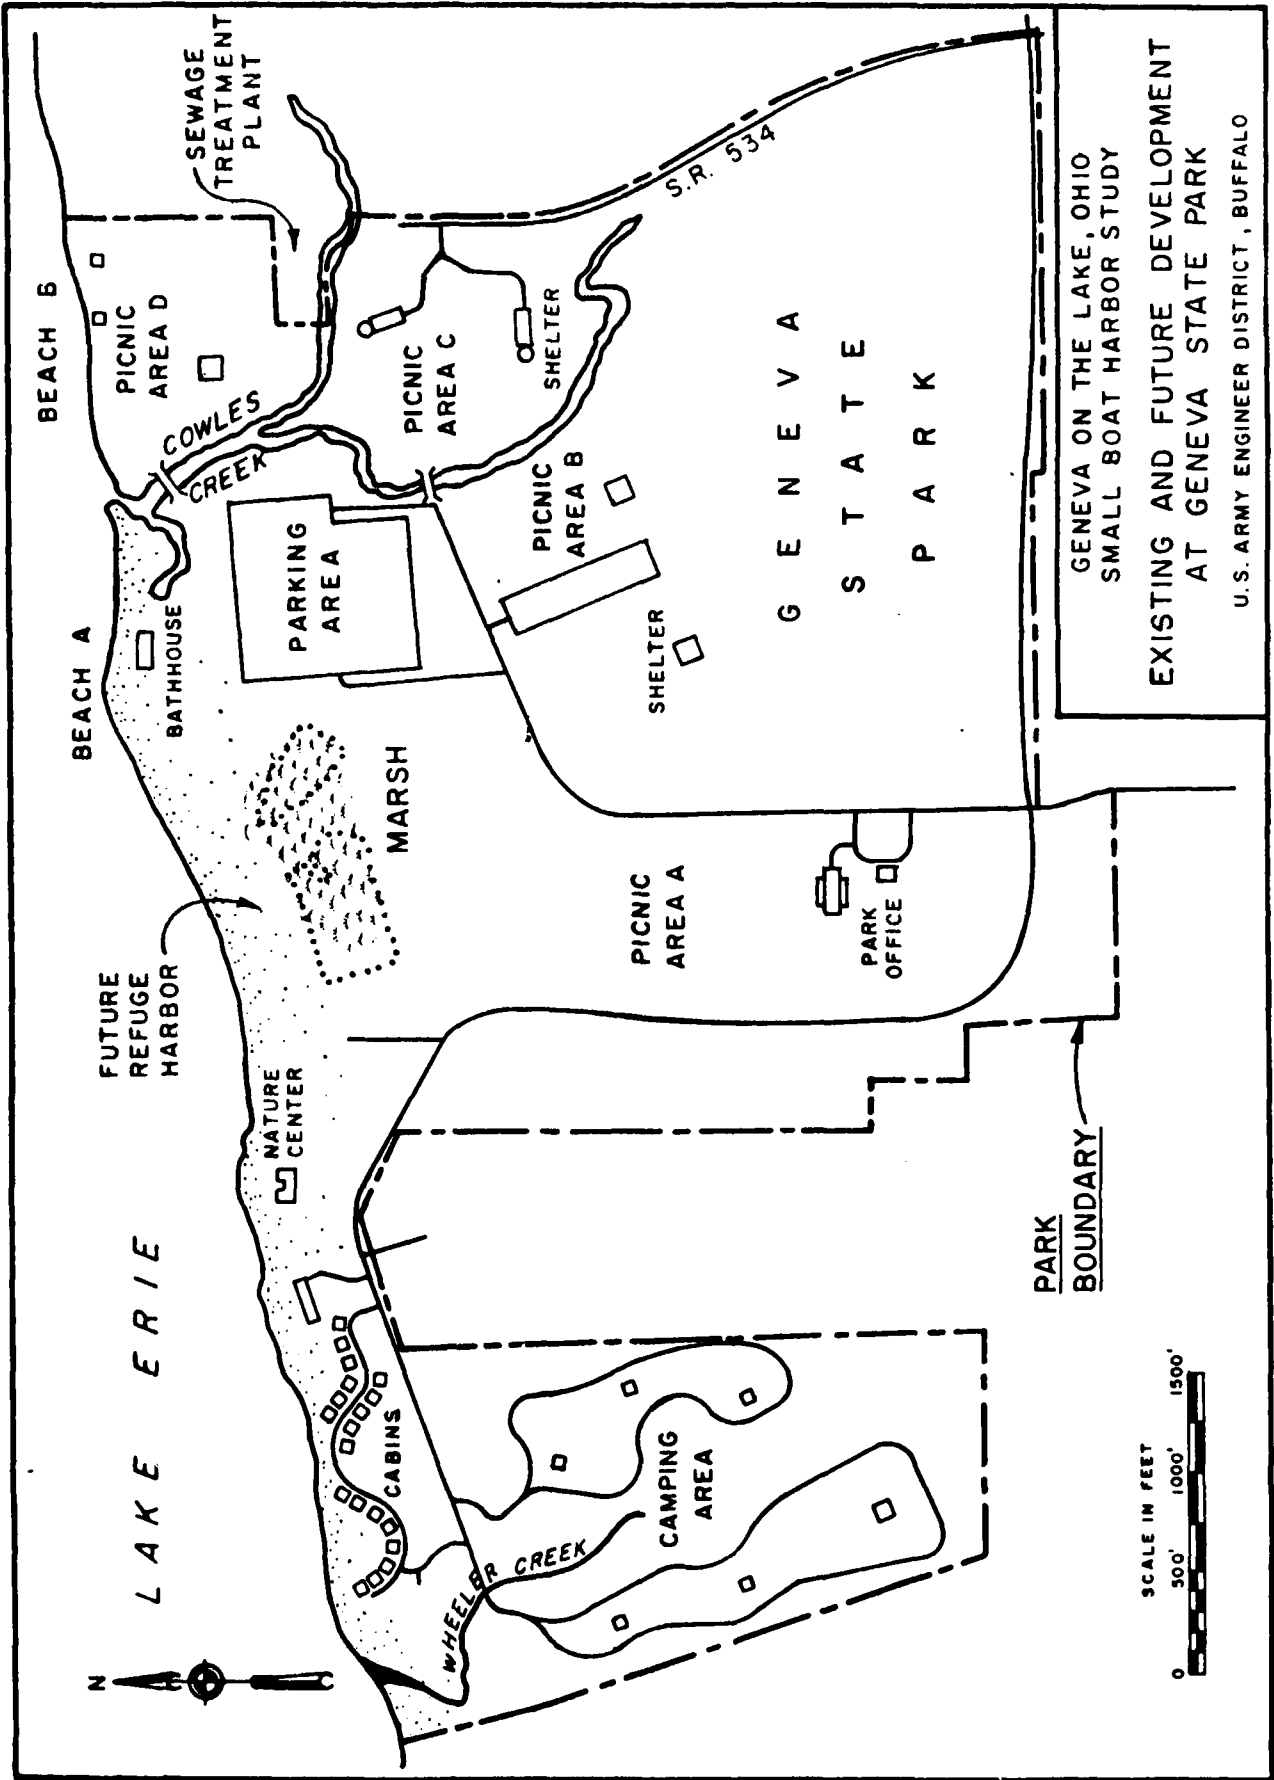 N
LAKE ERIE
BEACH A
BEACH B
FUTURE
REFUGE
HARBOR
NATURE
CENTER
BATHHOUSE
COWLES
CREEK
PICNIC
AREA D
SEWAGE
TREATMENT
PLANT
CABINS
WHEELER CREEK
MARSH
PARKING
AREA
PICNIC
AREA C
SHELTER
PICNIC
AREA B
SHELTER
S.R. 534
CAMPING
AREA
PICNIC
AREA A
PARK
OFFICE
GENEVA
STATE
PARK
PARK
BOUNDARY
SCALE IN FEET
0 500' 1000' 1500'
GENEVA ON THE LAKE, OHIO
SMALL BOAT HARBOR STUDY
EXISTING AND FUTURE DEVELOPMENT
AT GENEVA STATE PARK
U.S. ARMY ENGINEER DISTRICT, BUFFALO